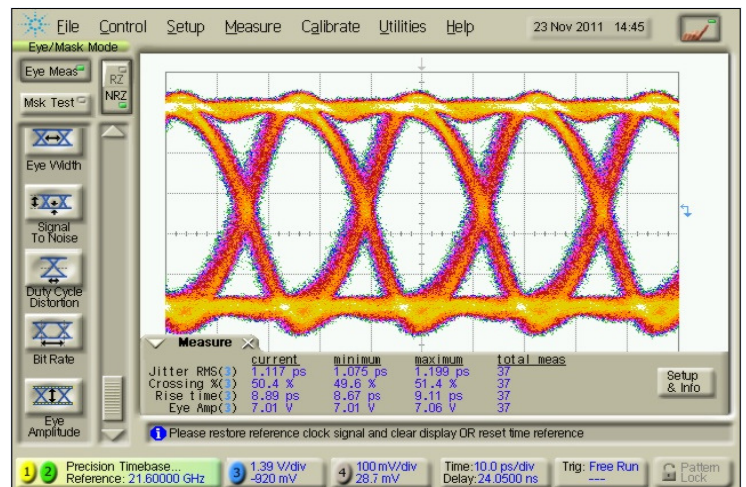 File Control Setup Measure Calibrate Utilities Help 23 Nov 2011 14:45
Eye/Mask Mode
Eye Meas
RZ
NRZ
Msk Test
Eye Width
Signal
To Noise
Duty Cycle
Distortion
Bit Rate
Eye
Amplitude
Measure
current minimum maximum total meas
Jitter RMS(3) 1.117 ps 1.075 ps 1.199 ps 37
Crossing %(3) 50.4 % 49.6 % 51.4 % 37
Rise time(3) 8.89 ps 8.67 ps 9.11 ps 37
Eye Amp(3) 7.01 V 7.01 V 7.06 V 37
Setup
& Info
Please restore reference clock signal and clear display OR reset time reference
1 2 Precision Timebase...
Reference: 21.60000 GHz
3 1.39 V/div
-920 mV
4 100 mV/div
28.7 mV
Time:10.0 ps/div
Delay:24.0500 ns
Trig: Free Run
---
Pattern
Lock